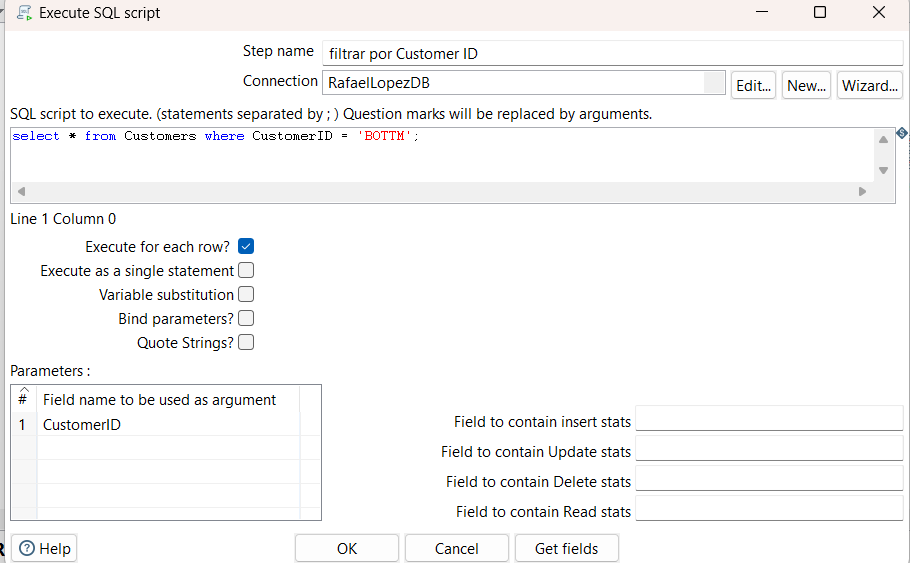 Execute SQL script
Step name filtrar por Customer ID
Connection RafaelLopezDB Edit... New... Wizard...
SQL script to execute. (statements separated by ; ) Question marks will be replaced by arguments.
select * from Customers where CustomerID = 'BOTTM';
Line 1 Column 0
Execute for each row?
Execute as a single statement
Variable substitution
Bind parameters?
Quote Strings?
Parameters :
# Field name to be used as argument
1 CustomerID
Field to contain insert stats
Field to contain Update stats
Field to contain Delete stats
Field to contain Read stats
Help OK Cancel Get fields